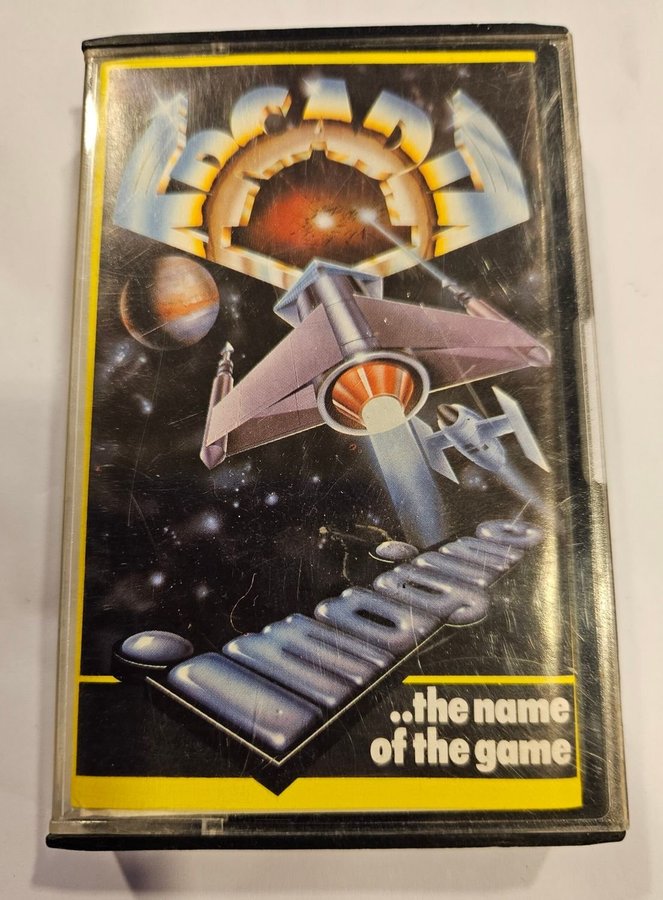 ARCADIA
imagine
..the name
of the game